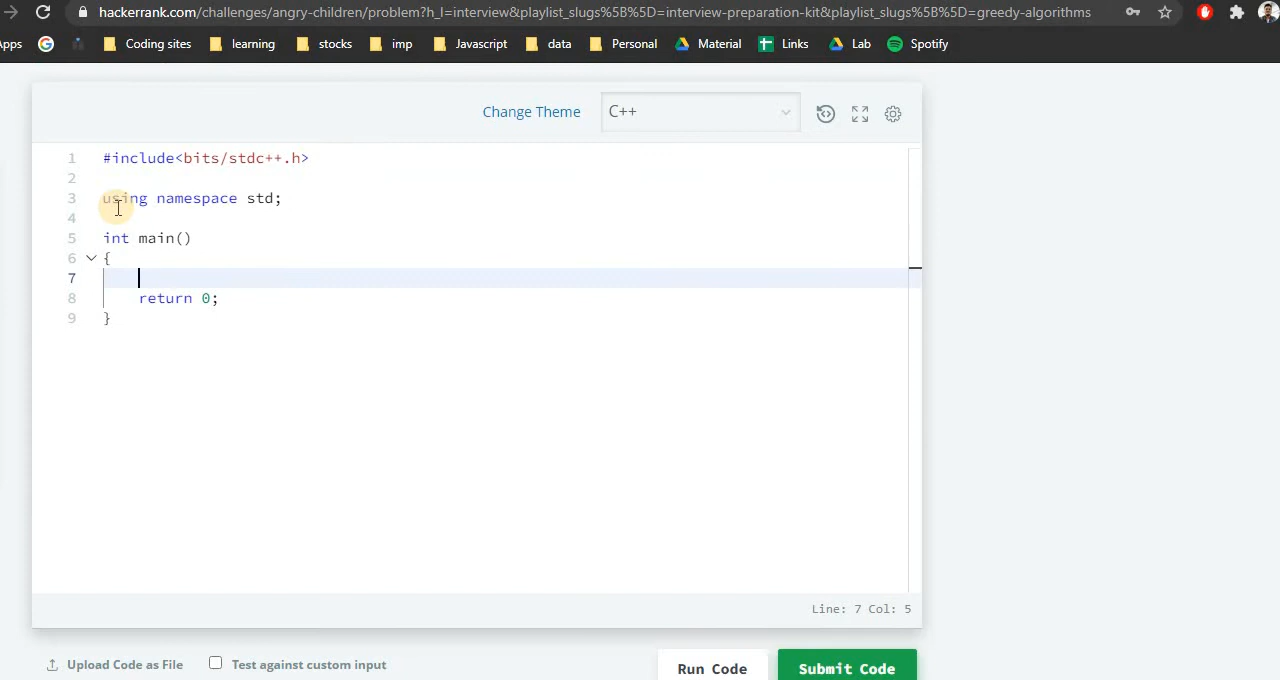 hackerrank.com/challenges/angry-children/problem?h_l=interview&playlist_slugs%5B%5D=interview-preparation-kit&playlist_slugs%5B%5D=greedy-algorithms
Apps Coding sites learning stocks imp Javascript data Personal Material Links Lab Spotify
Change Theme C++
1 #include<bits/stdc++.h>
2
3 using namespace std;
4
5 int main()
6 {
7
8 return 0;
9 }
Line: 7 Col: 5
Upload Code as File Test against custom input Run Code Submit Code